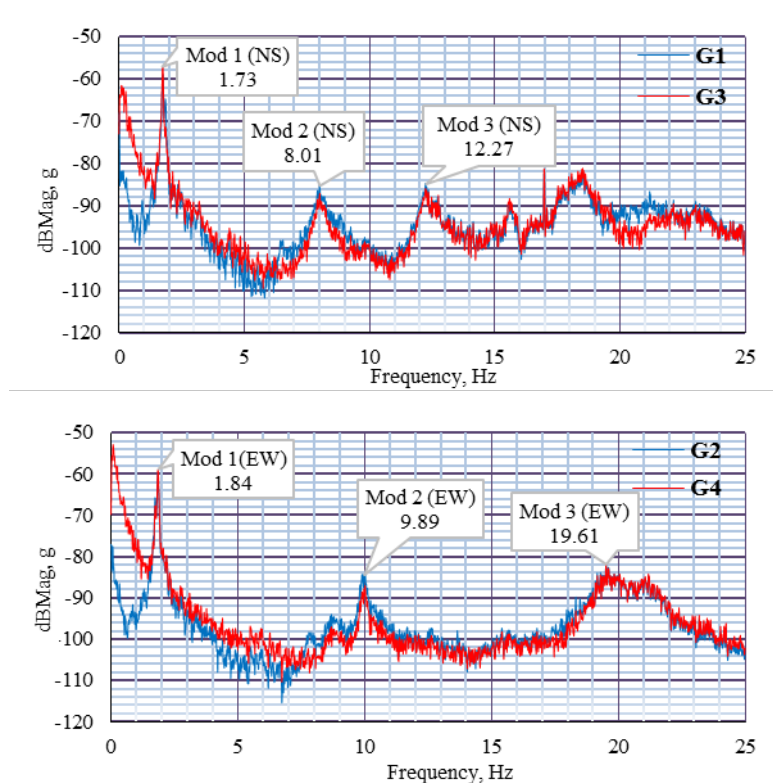 -50
-60
-70
-80
-90
-100
-110
-120
dBMag, g
Mod 1 (NS)
1.73
Mod 2 (NS)
8.01
Mod 3 (NS)
12.27
G1
G3
0
5
10
15
20
25
Frequency, Hz
-50
-60
-70
-80
-90
-100
-110
-120
dBMag, g
Mod 1(EW)
1.84
Mod 2 (EW)
9.89
Mod 3 (EW)
19.61
G2
G4
0
5
10
15
20
25
Frequency, Hz